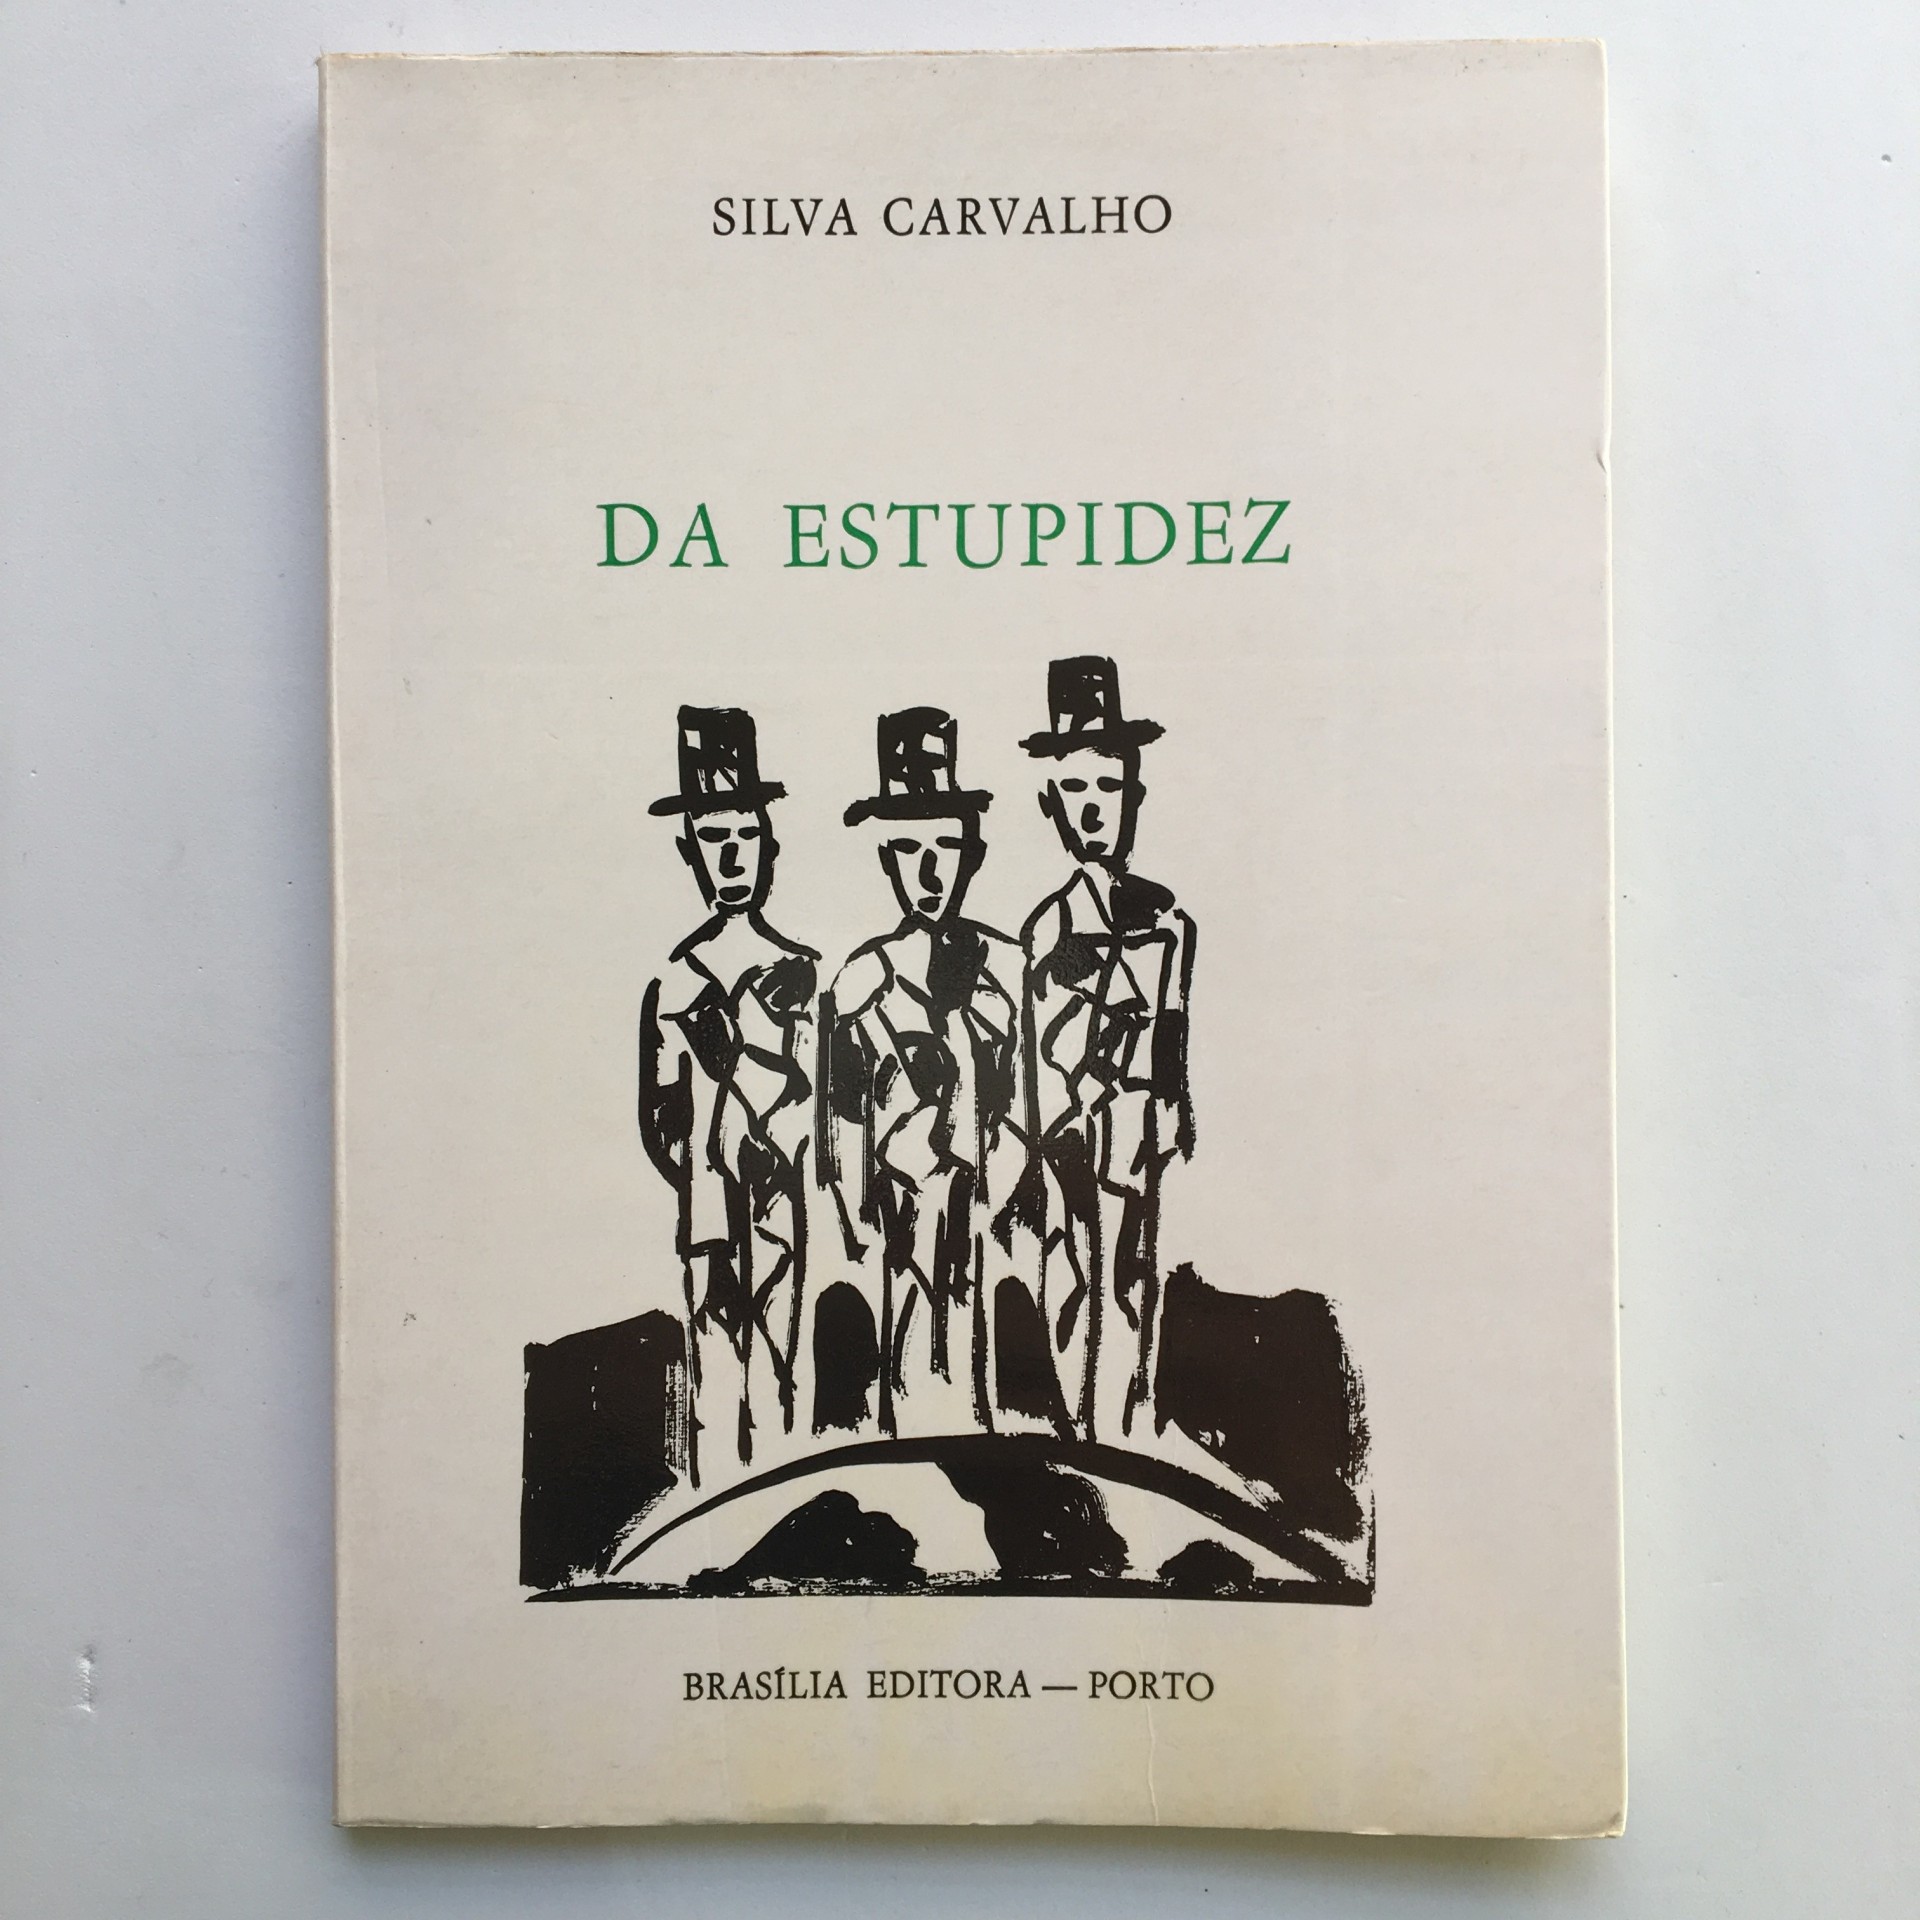 SILVA CARVALHO
DA ESTUPIDEZ
BRASÍLIA EDITORA — PORTO